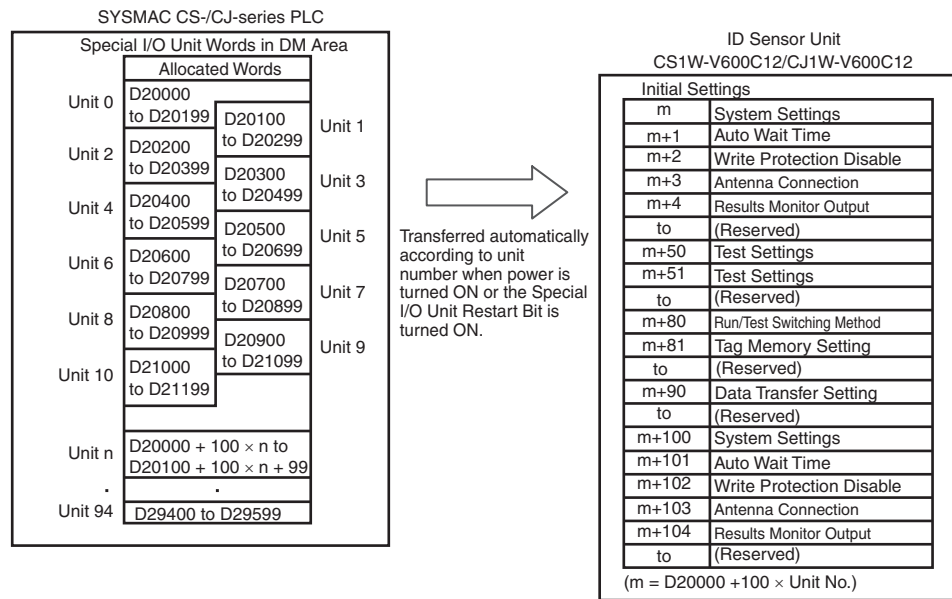 SYSMAC CS-/CJ-series PLC
Special I/O Unit Words in DM Area
Allocated Words
Unit 0
D20000
to D20199
D20100
to D20299
Unit 1
Unit 2
D20200
to D20399
D20300
to D20499
Unit 3
Unit 4
D20400
to D20599
D20500
to D20699
Unit 5
Unit 6
D20600
to D20799
D20700
to D20899
Unit 7
Unit 8
D20800
to D20999
D20900
to D21099
Unit 9
Unit 10
D21000
to D21199
Unit n
D20000 + 100 × n to
D20100 + 100 × n + 99
. .
Unit 94
D29400 to D29599
Transferred automatically
according to unit
number when power is
turned ON or the Special
I/O Unit Restart Bit is
turned ON.
ID Sensor Unit
CS1W-V600C12/CJ1W-V600C12
Initial Settings
m System Settings
m+1 Auto Wait Time
m+2 Write Protection Disable
m+3 Antenna Connection
m+4 Results Monitor Output
to (Reserved)
m+50 Test Settings
m+51 Test Settings
to (Reserved)
m+80 Run/Test Switching Method
m+81 Tag Memory Setting
to (Reserved)
m+90 Data Transfer Setting
to (Reserved)
m+100 System Settings
m+101 Auto Wait Time
m+102 Write Protection Disable
m+103 Antenna Connection
m+104 Results Monitor Output
to (Reserved)
(m = D20000 +100 × Unit No.)